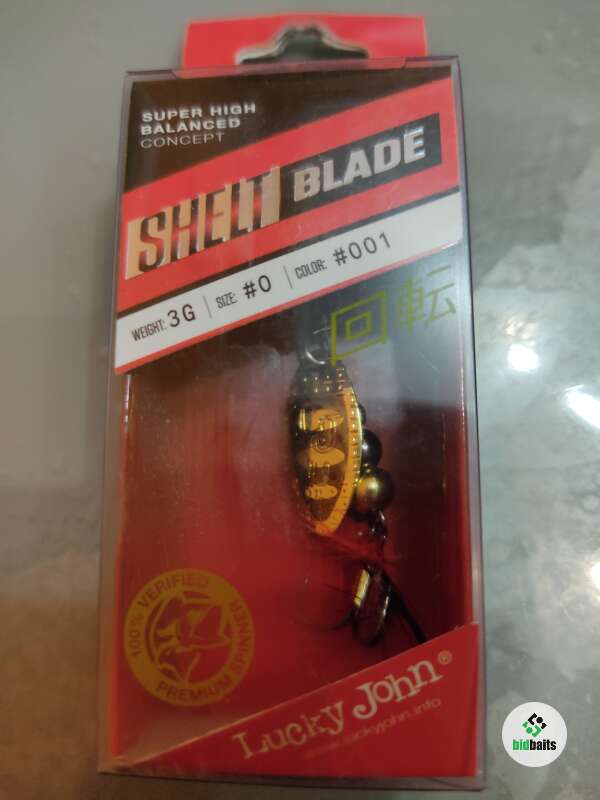 SUPER HIGH
BALANCED
CONCEPT
SHELT BLADE
WEIGHT: 3G | SIZE: #0 | COLOR: #001
回転
100% VERIFIED
PREMIUM SPINNER
Lucky John®
www.luckyjohn.info
bidbaits